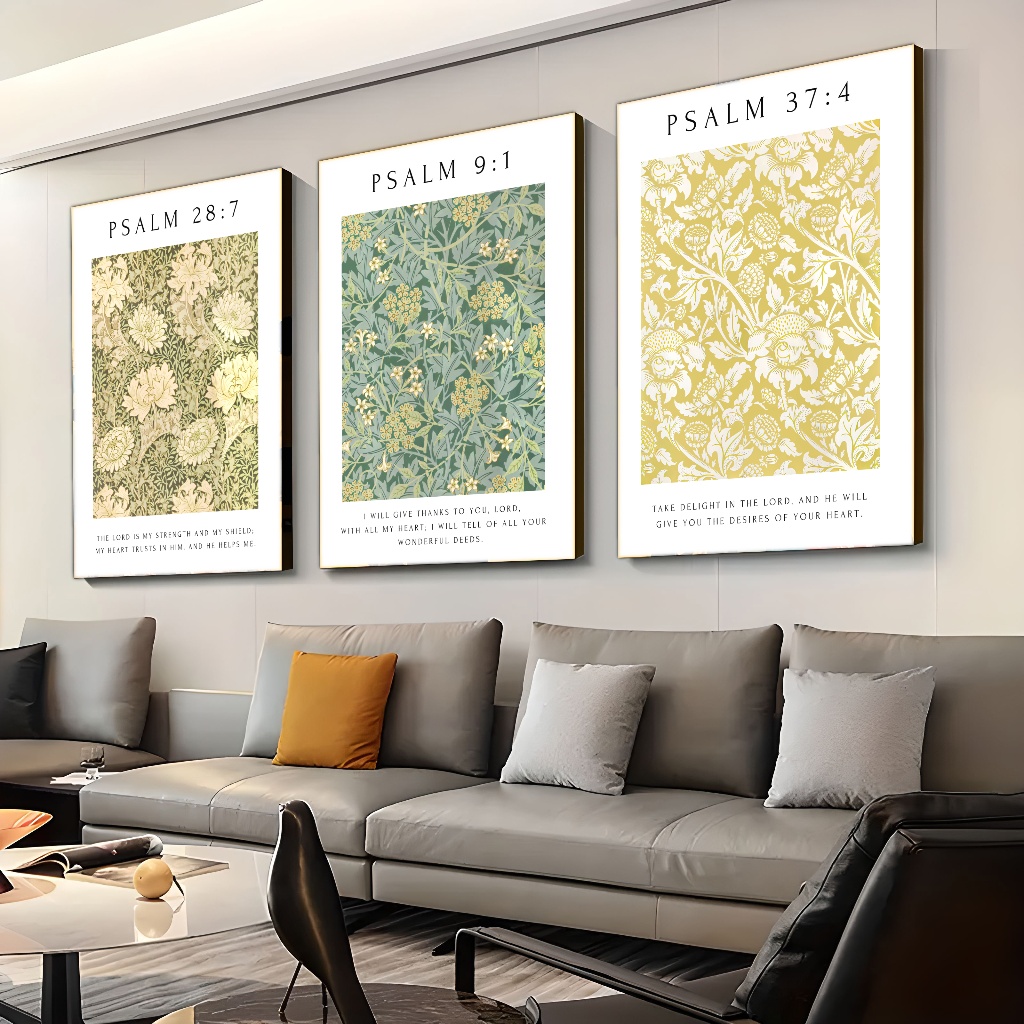 PSALM 28:7
THE LORD IS MY STRENGTH AND MY SHIELD;
MY HEART TRUSTS IN HIM, AND HE HELPS ME
PSALM 9:1
I WILL GIVE THANKS TO YOU, LORD,
WITH ALL MY HEART; I WILL TELL OF ALL YOUR
WONDERFUL DEEDS.
PSALM 37:4
TAKE DELIGHT IN THE LORD, AND HE WILL
GIVE YOU THE DESIRES OF YOUR HEART.